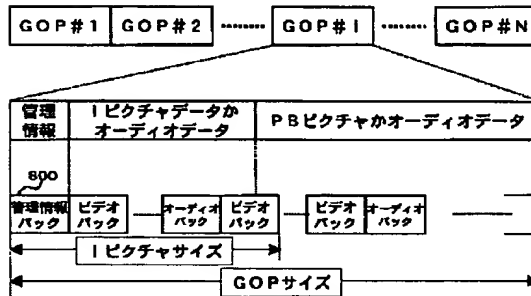 GOP#1 GOP#2 ········ GOP#i ········ GOP#N
管理情報 Iピクチャデータかオーディオデータ PBピクチャかオーディオデータ
800
管理情報パック ビデオパック オーディオパック ビデオパック ビデオパック オーディオパック
Iピクチャサイズ
GOPサイズ